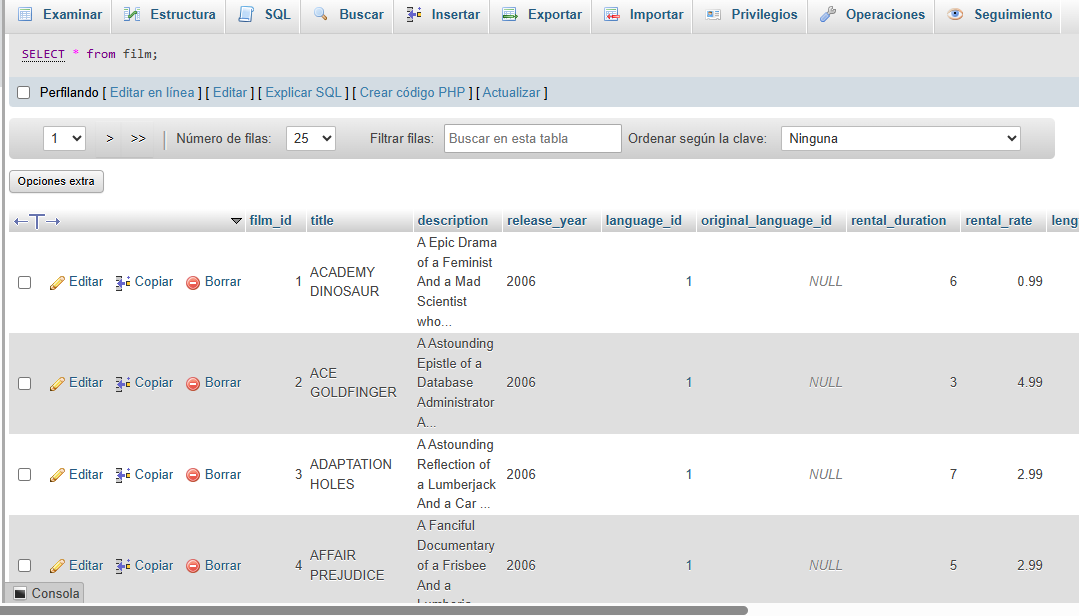 Examinar Estructura SQL Buscar Insertar Exportar Importar Privilegios Operaciones Seguimiento
SELECT * from film;
Perfilando [ Editar en línea ] [ Editar ] [ Explicar SQL ] [ Crear código PHP ] [ Actualizar ]
1 > >> | Número de filas: 25 Filtrar filas: Buscar en esta tabla Ordenar según la clave: Ninguna
Opciones extra
←T→ film_id title description release_year language_id original_language_id rental_duration rental_rate leng
A Epic Drama
of a Feminist
Editar Copiar Borrar 1 ACADEMY DINOSAUR And a Mad 2006 1 NULL 6 0.99
Scientist
who...
A Astounding
Epistle of a
Editar Copiar Borrar 2 ACE GOLDFINGER Database 2006 1 NULL 3 4.99
Administrator
A...
A Astounding
Reflection of
Editar Copiar Borrar 3 ADAPTATION HOLES a Lumberjack 2006 1 NULL 7 2.99
And a Car ...
A Fanciful
Documentary
Editar Copiar Borrar 4 AFFAIR PREJUDICE of a Frisbee 2006 1 NULL 5 2.99
And a
Consola